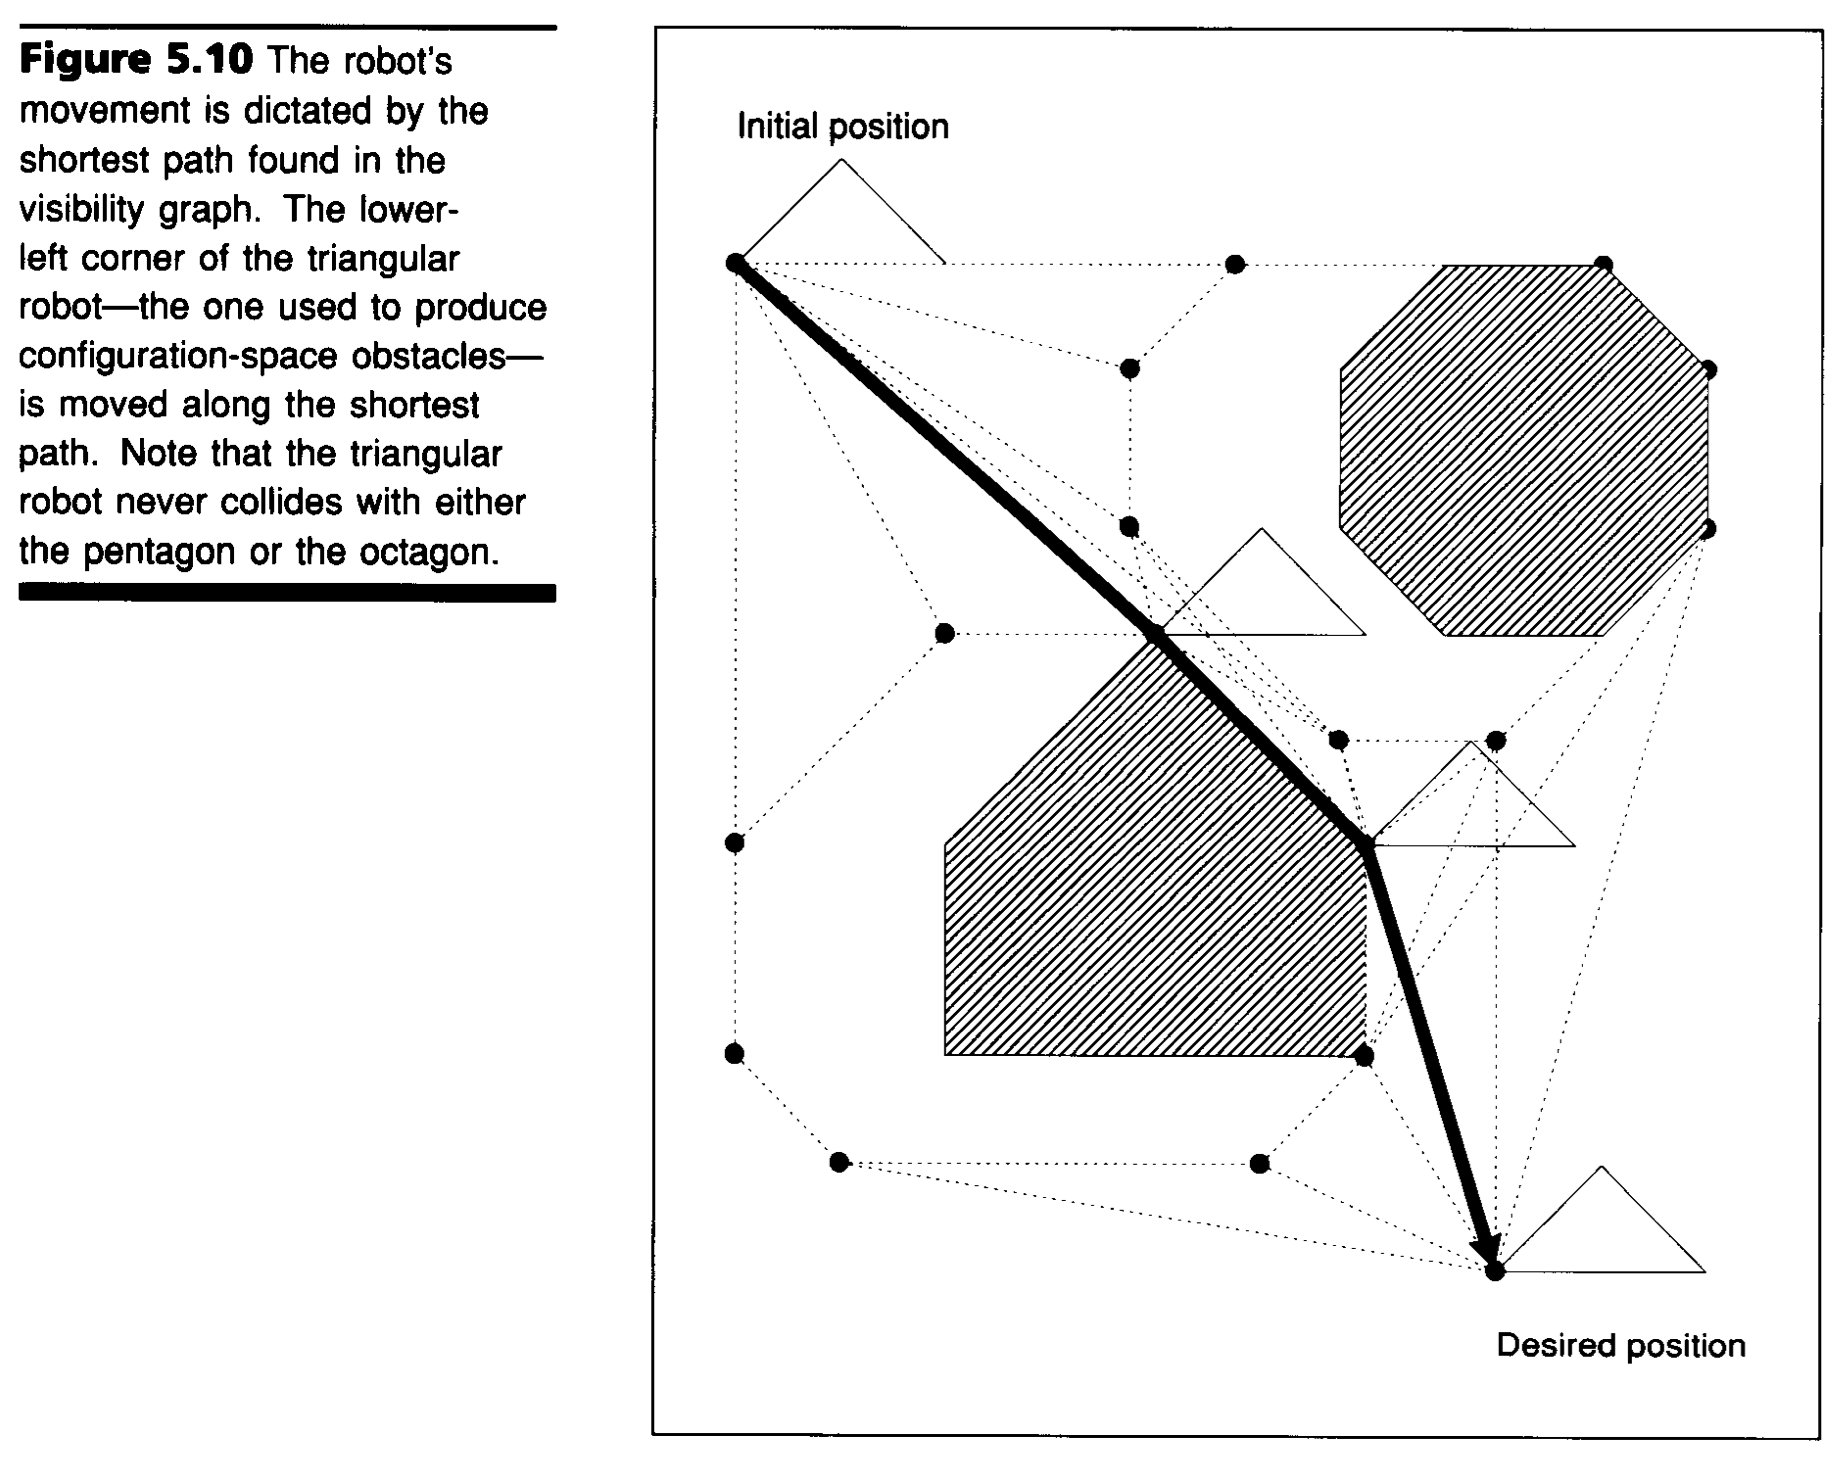 Figure 5.10 The robot's
movement is dictated by the
shortest path found in the
visibility graph. The lower-
left corner of the triangular
robot—the one used to produce
configuration-space obstacles—
is moved along the shortest
path. Note that the triangular
robot never collides with either
the pentagon or the octagon.
Initial position
Desired position